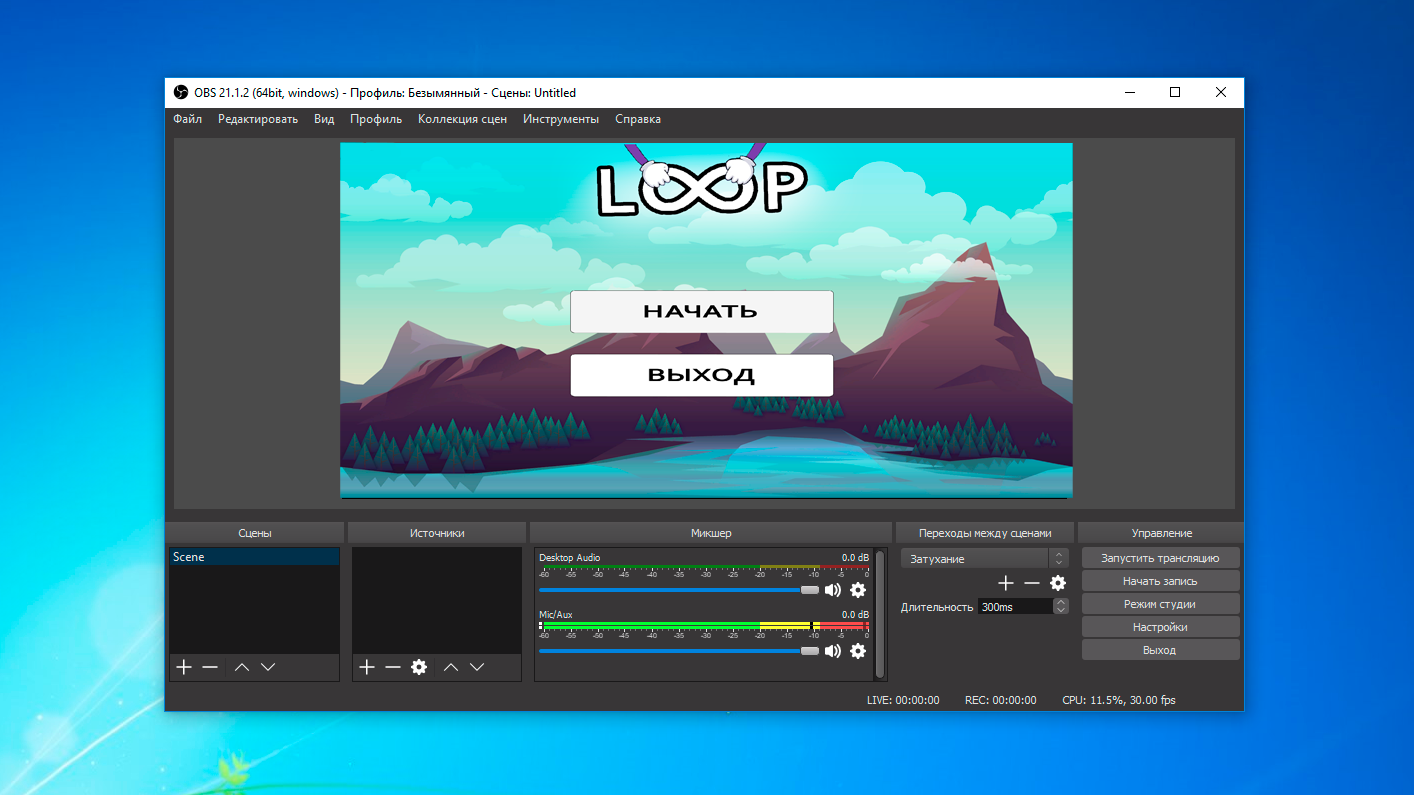 OBS 21.1.2 (64bit, windows) - Профиль: Безымянный - Сцены: Untitled
Файл Редактировать Вид Профиль Коллекция сцен Инструменты Справка
LOOP
НАЧАТЬ
ВЫХОД
Сцены Источники Микшер Переходы между сценами Управление
Scene
Desktop Audio 0.0 dB
-60 -55 -50 -45 -40 -35 -30 -25 -20 -15 -10 -5 0
Mic/Aux 0.0 dB
-60 -55 -50 -45 -40 -35 -30 -25 -20 -15 -10 -5 0
Затухание
Длительность 300ms
Запустить трансляцию
Начать запись
Режим студии
Настройки
Выход
LIVE: 00:00:00 REC: 00:00:00 CPU: 11.5%, 30.00 fps